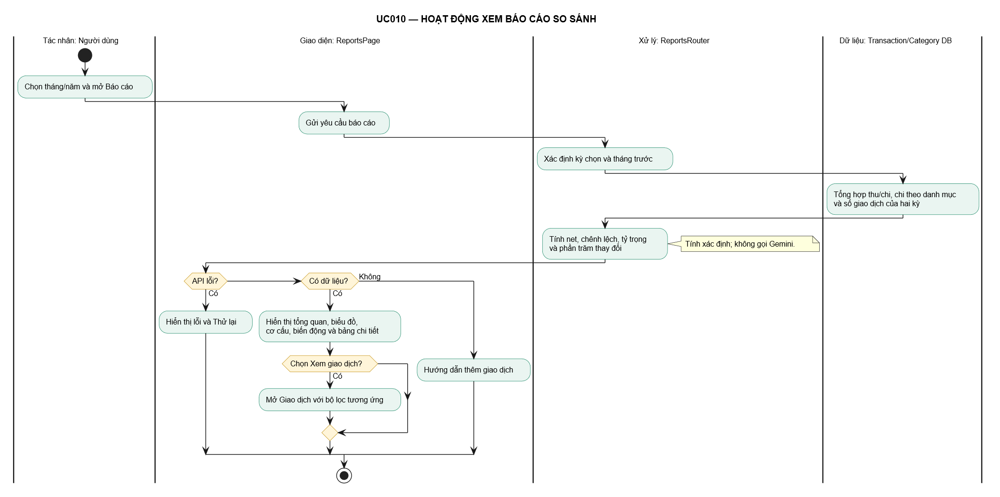 UC010 — HOẠT ĐỘNG XEM BÁO CÁO SO SÁNH
Tác nhân: Người dùng
Giao diện: ReportsPage
Xử lý: ReportsRouter
Dữ liệu: Transaction/Category DB
Chọn tháng/năm và mở Báo cáo
Gửi yêu cầu báo cáo
Xác định kỳ chọn và tháng trước
Tổng hợp thu/chi, chi theo danh mục
và số giao dịch của hai kỳ
Tính net, chênh lệch, tỷ trọng
và phần trăm thay đổi
Tính xác định; không gọi Gemini.
API lỗi?
Có dữ liệu?
Không
Có
Có
Hiển thị lỗi và Thử lại
Hiển thị tổng quan, biểu đồ,
cơ cấu, biến động và bảng chi tiết
Chọn Xem giao dịch?
Hướng dẫn thêm giao dịch
Có
Mở Giao dịch với bộ lọc tương ứng